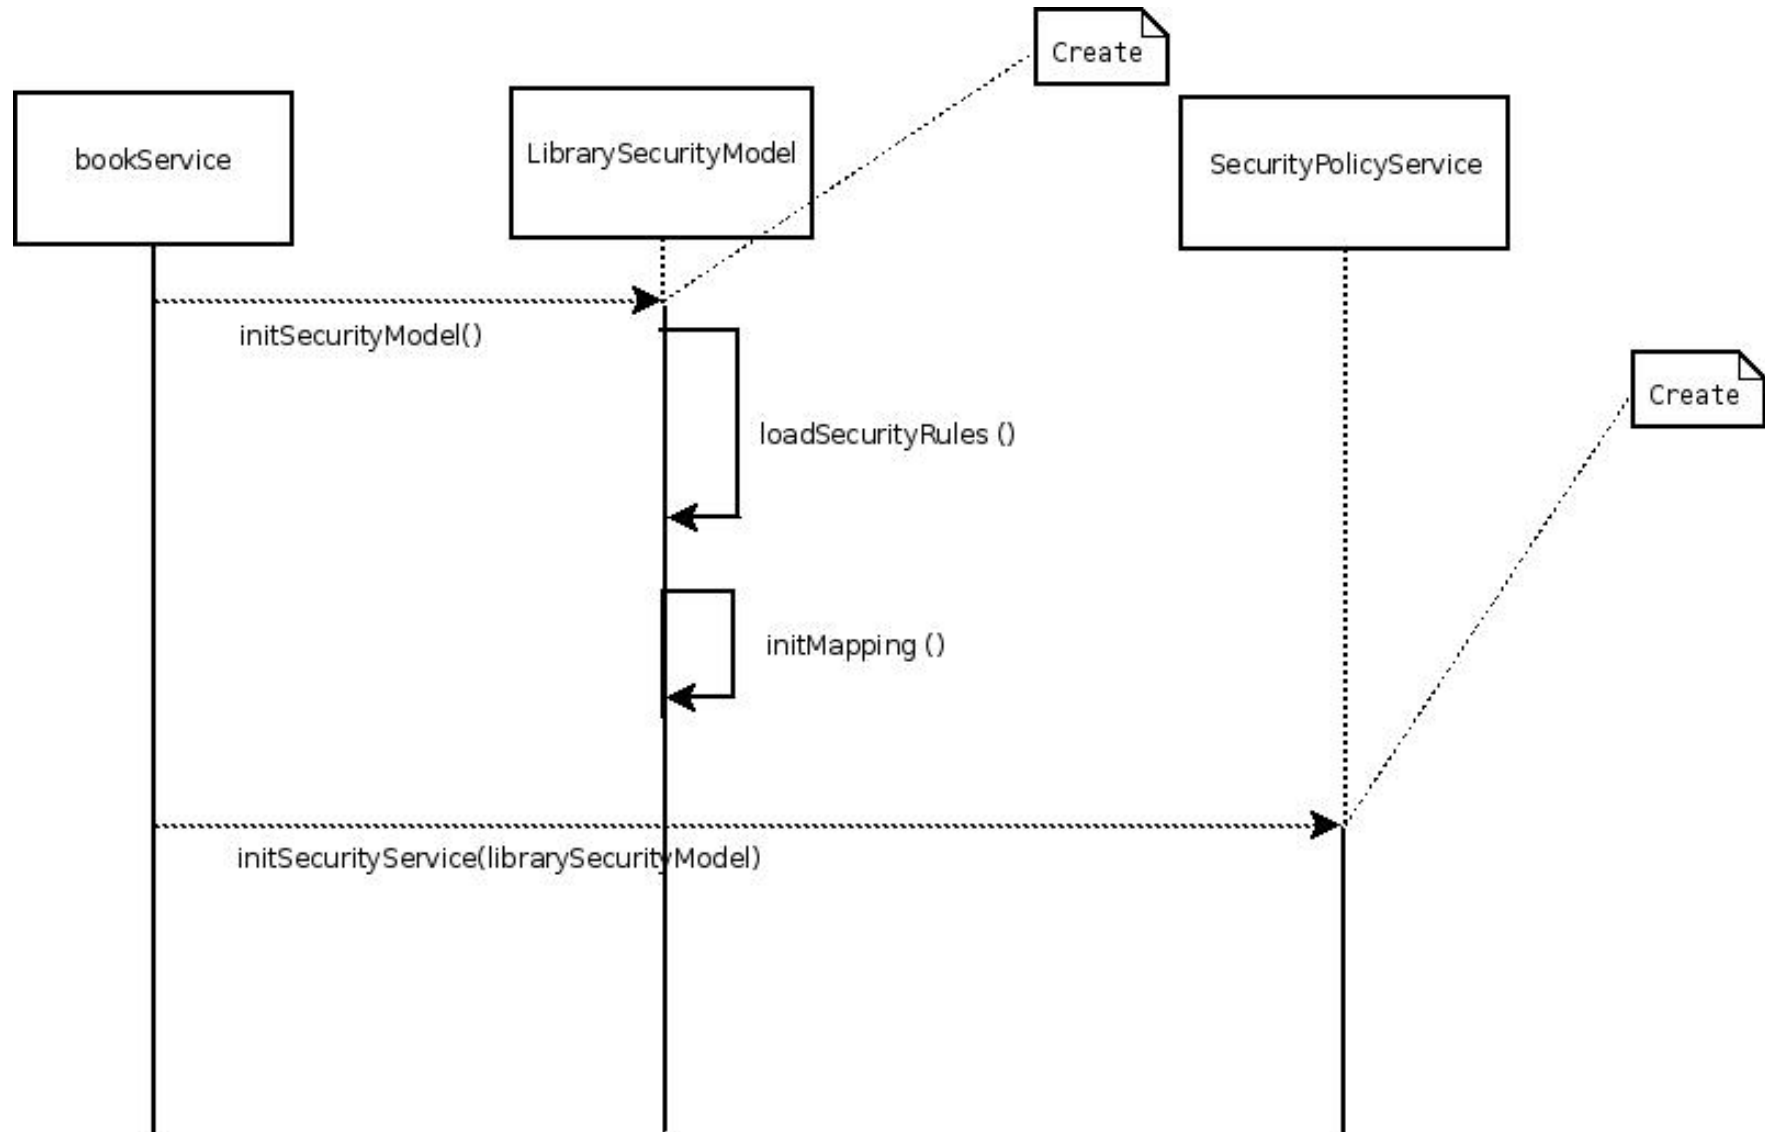 Create
bookService
LibrarySecurityModel
SecurityPolicyService
initSecurityModel()
Create
loadSecurityRules ()
initMapping ()
initSecurityService(librarySecurityModel)